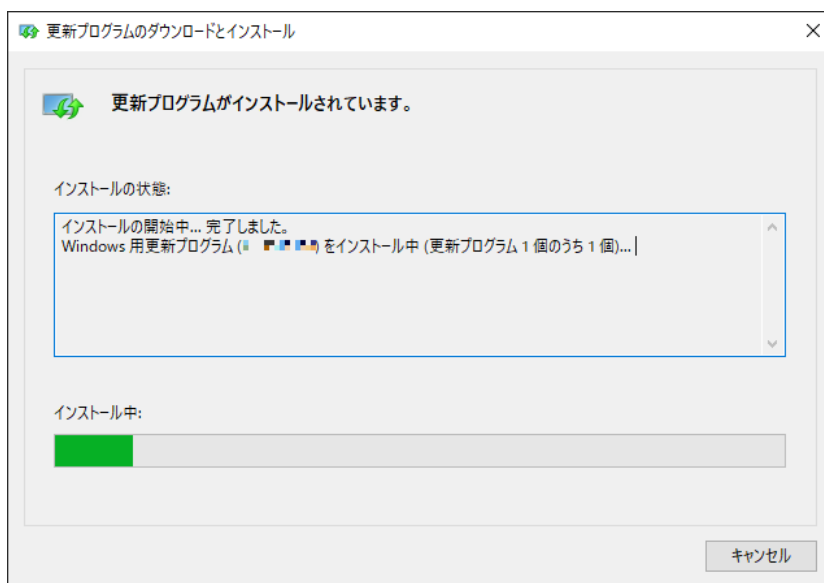 更新プログラムのダウンロードとインストール
更新プログラムがインストールされています。
インストールの状態:
インストールの開始中... 完了しました。
Windows 用更新プログラム () をインストール中 (更新プログラム 1 個のうち 1 個)...
インストール中:
キャンセル